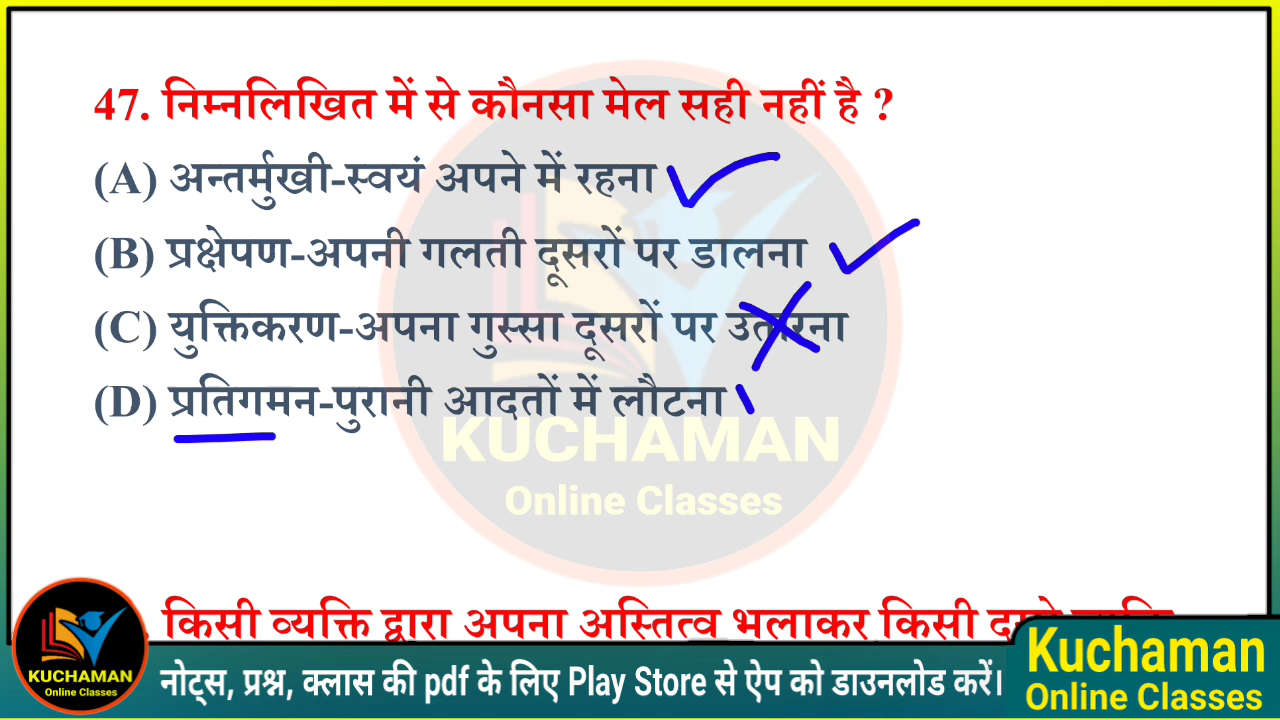 47. निम्नलिखित में से कौनसा मेल सही नहीं है ?
(A) अन्तर्मुखी-स्वयं अपने में रहना
(B) प्रक्षेपण-अपनी गलती दूसरों पर डालना
(C) युक्तिकरण-अपना गुस्सा दूसरों पर उतारना
(D) प्रतिगमन-पुरानी आदतों में लौटना
KUCHAMAN
Online Classes
किसी व्यक्ति द्वारा अपना अस्तित्व भुलाकर किसी
KUCHAMAN
Online Classes
नोट्स, प्रश्न, क्लास की pdf के लिए Play Store से ऐप को डाउनलोड करें।
Kuchaman
Online Classes